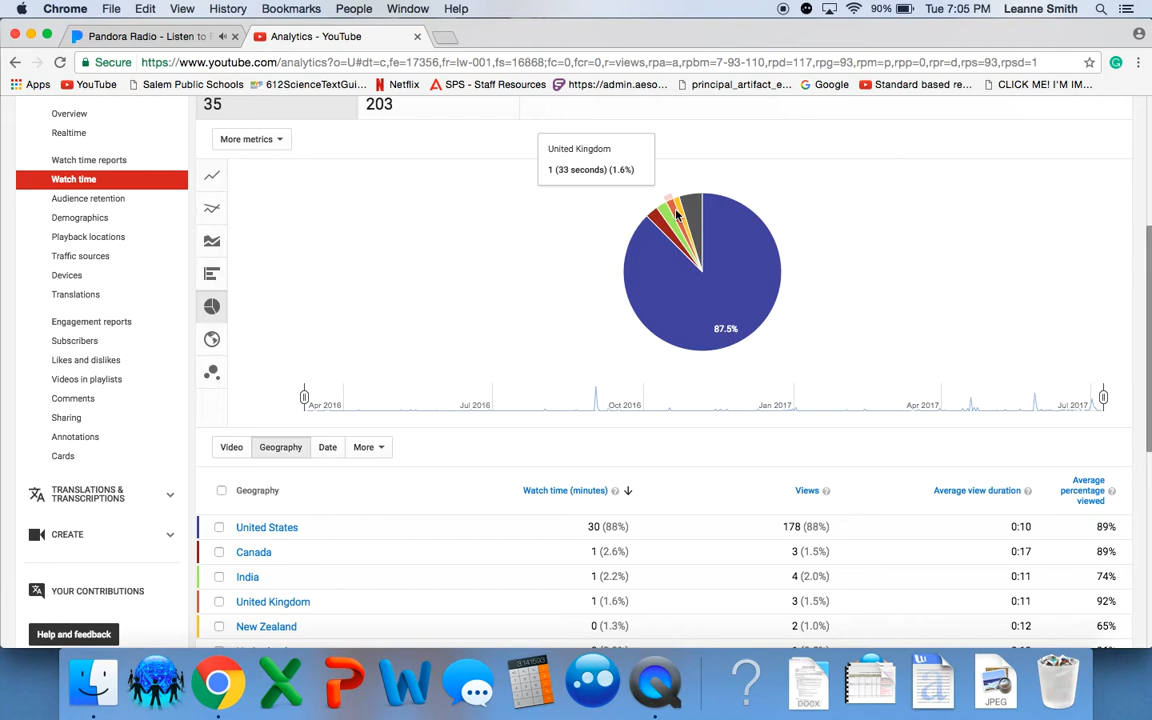 Chrome File Edit View History Bookmarks People Window Help 90% Tue 7:05 PM Leanne Smith
Pandora Radio - Listen to F Analytics - YouTube
Secure https://www.youtube.com/analytics?o=U#dt=c,fe=17356,fr=lw-001,fs=16868;fc=0,fcr=0,r=views,rpa=a,rpbm=7-93-110,rpd=117,rpg=93,rpm=p,rpp=0,rpr=d,rps=93,rpsd=1
Apps YouTube Salem Public Schools 612ScienceTextGui... Netflix SPS - Staff Resources https://admin.aeso... principal_artifact_e... Google Standard based re... CLICK ME! I'M IM...
35 203
Overview
Realtime
More metrics
Watch time reports
Watch time
Audience retention
Demographics
Playback locations
Traffic sources
Devices
Translations
Engagement reports
Subscribers
Likes and dislikes
Videos in playlists
Comments
Sharing
Annotations
Cards
TRANSLATIONS &
TRANSCRIPTIONS
CREATE
YOUR CONTRIBUTIONS
Help and feedback
United Kingdom
1 (33 seconds) (1.6%)
87.5%
Apr 2016 Jul 2016 Oct 2016 Jan 2017 Apr 2017 Jul 2017
Video Geography Date More
Geography Watch time (minutes) ? Views ? Average view duration ? Average percentage viewed ?
United States 30 (88%) 178 (88%) 0:10 89%
Canada 1 (2.6%) 3 (1.5%) 0:17 89%
India 1 (2.2%) 4 (2.0%) 0:11 74%
United Kingdom 1 (1.6%) 3 (1.5%) 0:11 92%
New Zealand 0 (1.3%) 2 (1.0%) 0:12 65%
3.141593
?
DOCX
JPEG